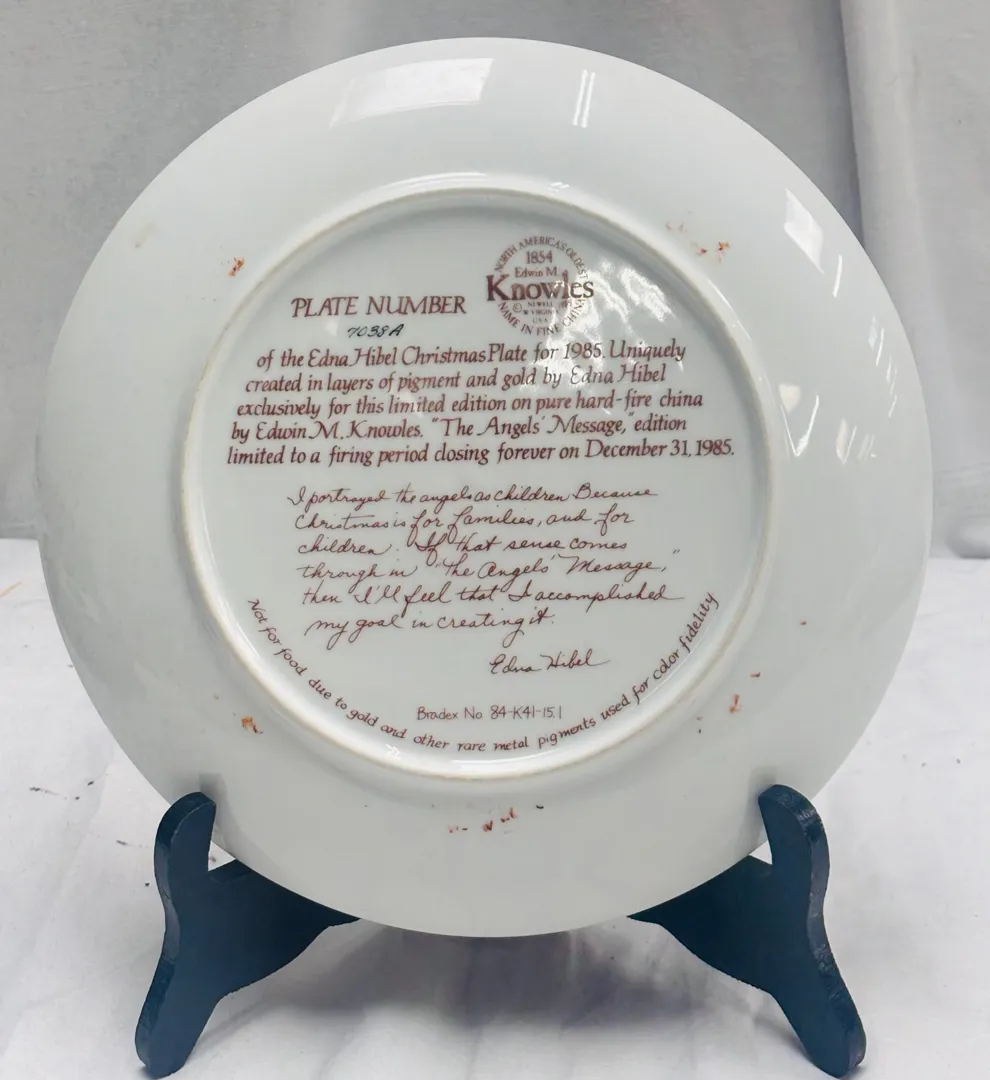 NORTH AMERICA'S OLDEST
1854
Edwin M.
Knowles
©
NEWELL
W VIRGINIA
U.S.A.
NAME IN FINE CHINA
PLATE NUMBER
7038A
of the Edna Hibel Christmas Plate for 1985. Uniquely
created in layers of pigment and gold by Edna Hibel
exclusively for this limited edition on pure hard-fire china
by Edwin M. Knowles. "The Angels' Message," edition
limited to a firing period closing forever on December 31, 1985.
I portrayed the angels as children Because
Christmas is for families, and for
children. If that sense comes
through in "The Angels' Message,"
then I'll feel that I accomplished
my goal in creating it.
Edna Hibel
Bradex No 84-K41-15.1
Not for food due to gold and other rare metal pigments used for color fidelity